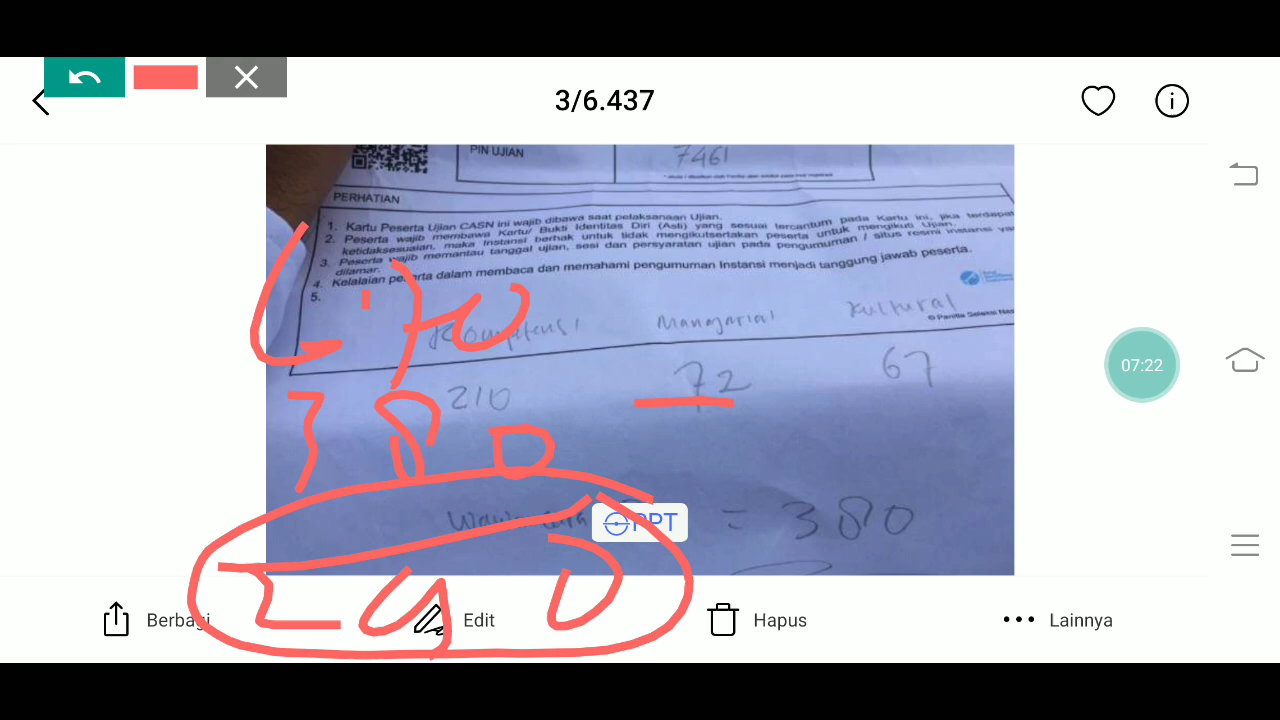 3/6.437
PIN UJIAN
7461
PERHATIAN
1. Kartu Peserta Ujian CASN ini wajib dibawa saat pelaksanaan Ujian.
2. Peserta wajib membawa Kartu/ Bukti Identitas Diri (Asli) yang sesuai tercantum pada Kartu ini, jika terdapat
ketidaksesuaian, maka Instansi berhak untuk tidak mengikutsertakan peserta untuk mengikuti Ujian.
3. Peserta wajib memantau tanggal ujian, sesi dan persyaratan ujian pada pengumuman / situs resmi instansi
dilamar.
4. Kelalaian peserta dalam membaca dan memahami pengumuman Instansi menjadi tanggung jawab peserta.
5.
© Panitia Seleksi
Kompetensi Manajarial Kultural
210 72 67
380
= 380
PPT
07:22
Berbagi Edit Hapus Lainnya